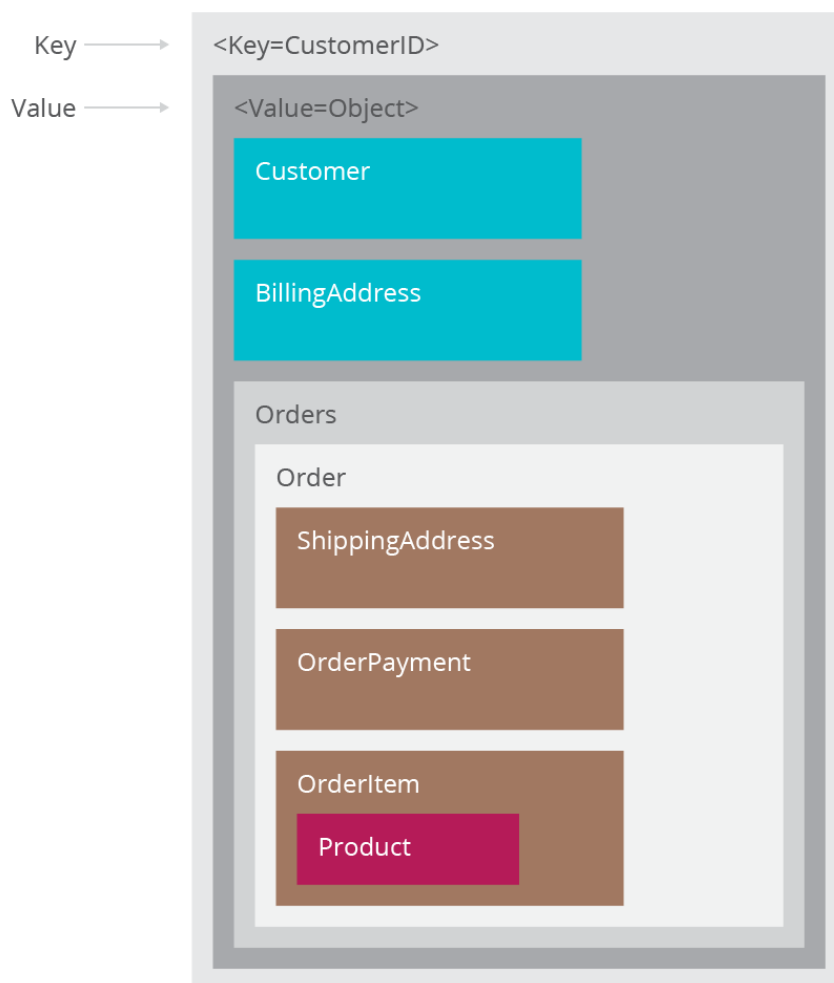 Key
<Key=CustomerID>
Value
<Value=Object>
Customer
BillingAddress
Orders
Order
ShippingAddress
OrderPayment
OrderItem
Product